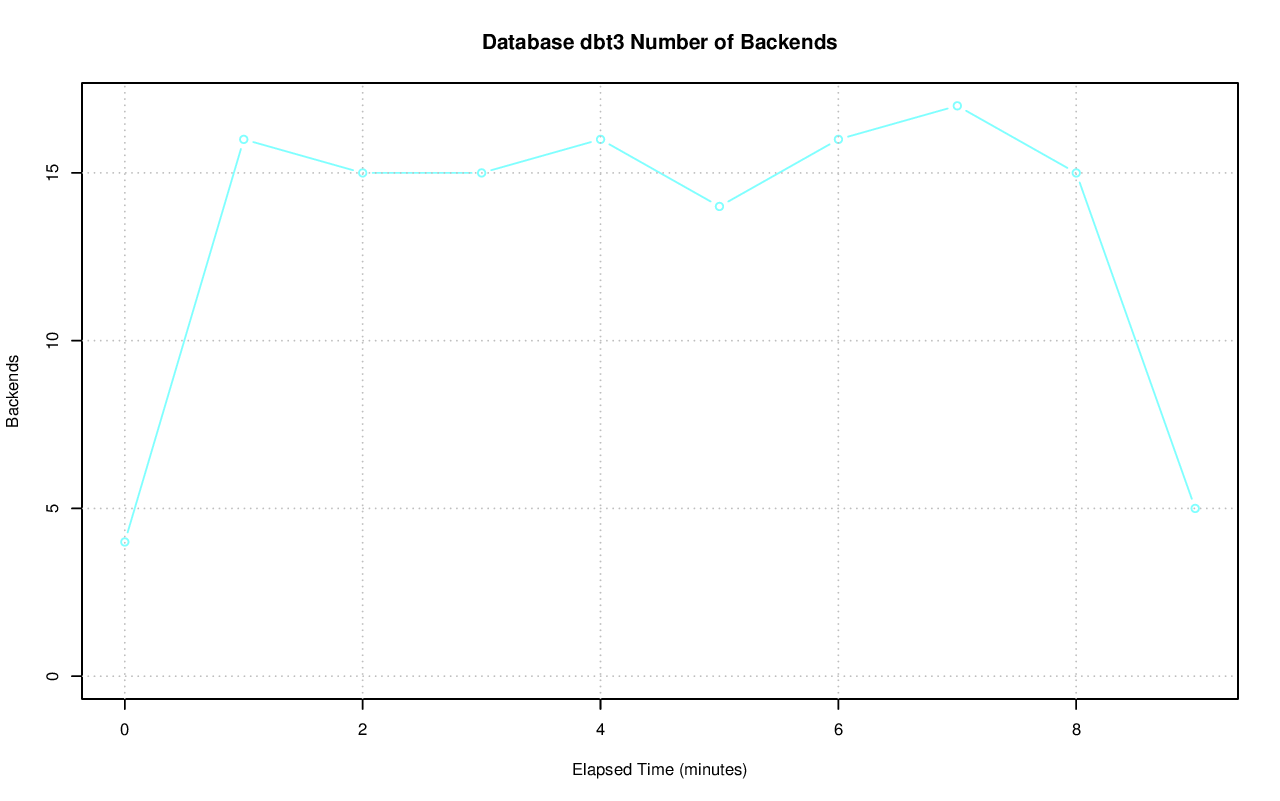 Database dbt3 Number of Backends
Backends
15
10
5
0
0 2 4 6 8
Elapsed Time (minutes)